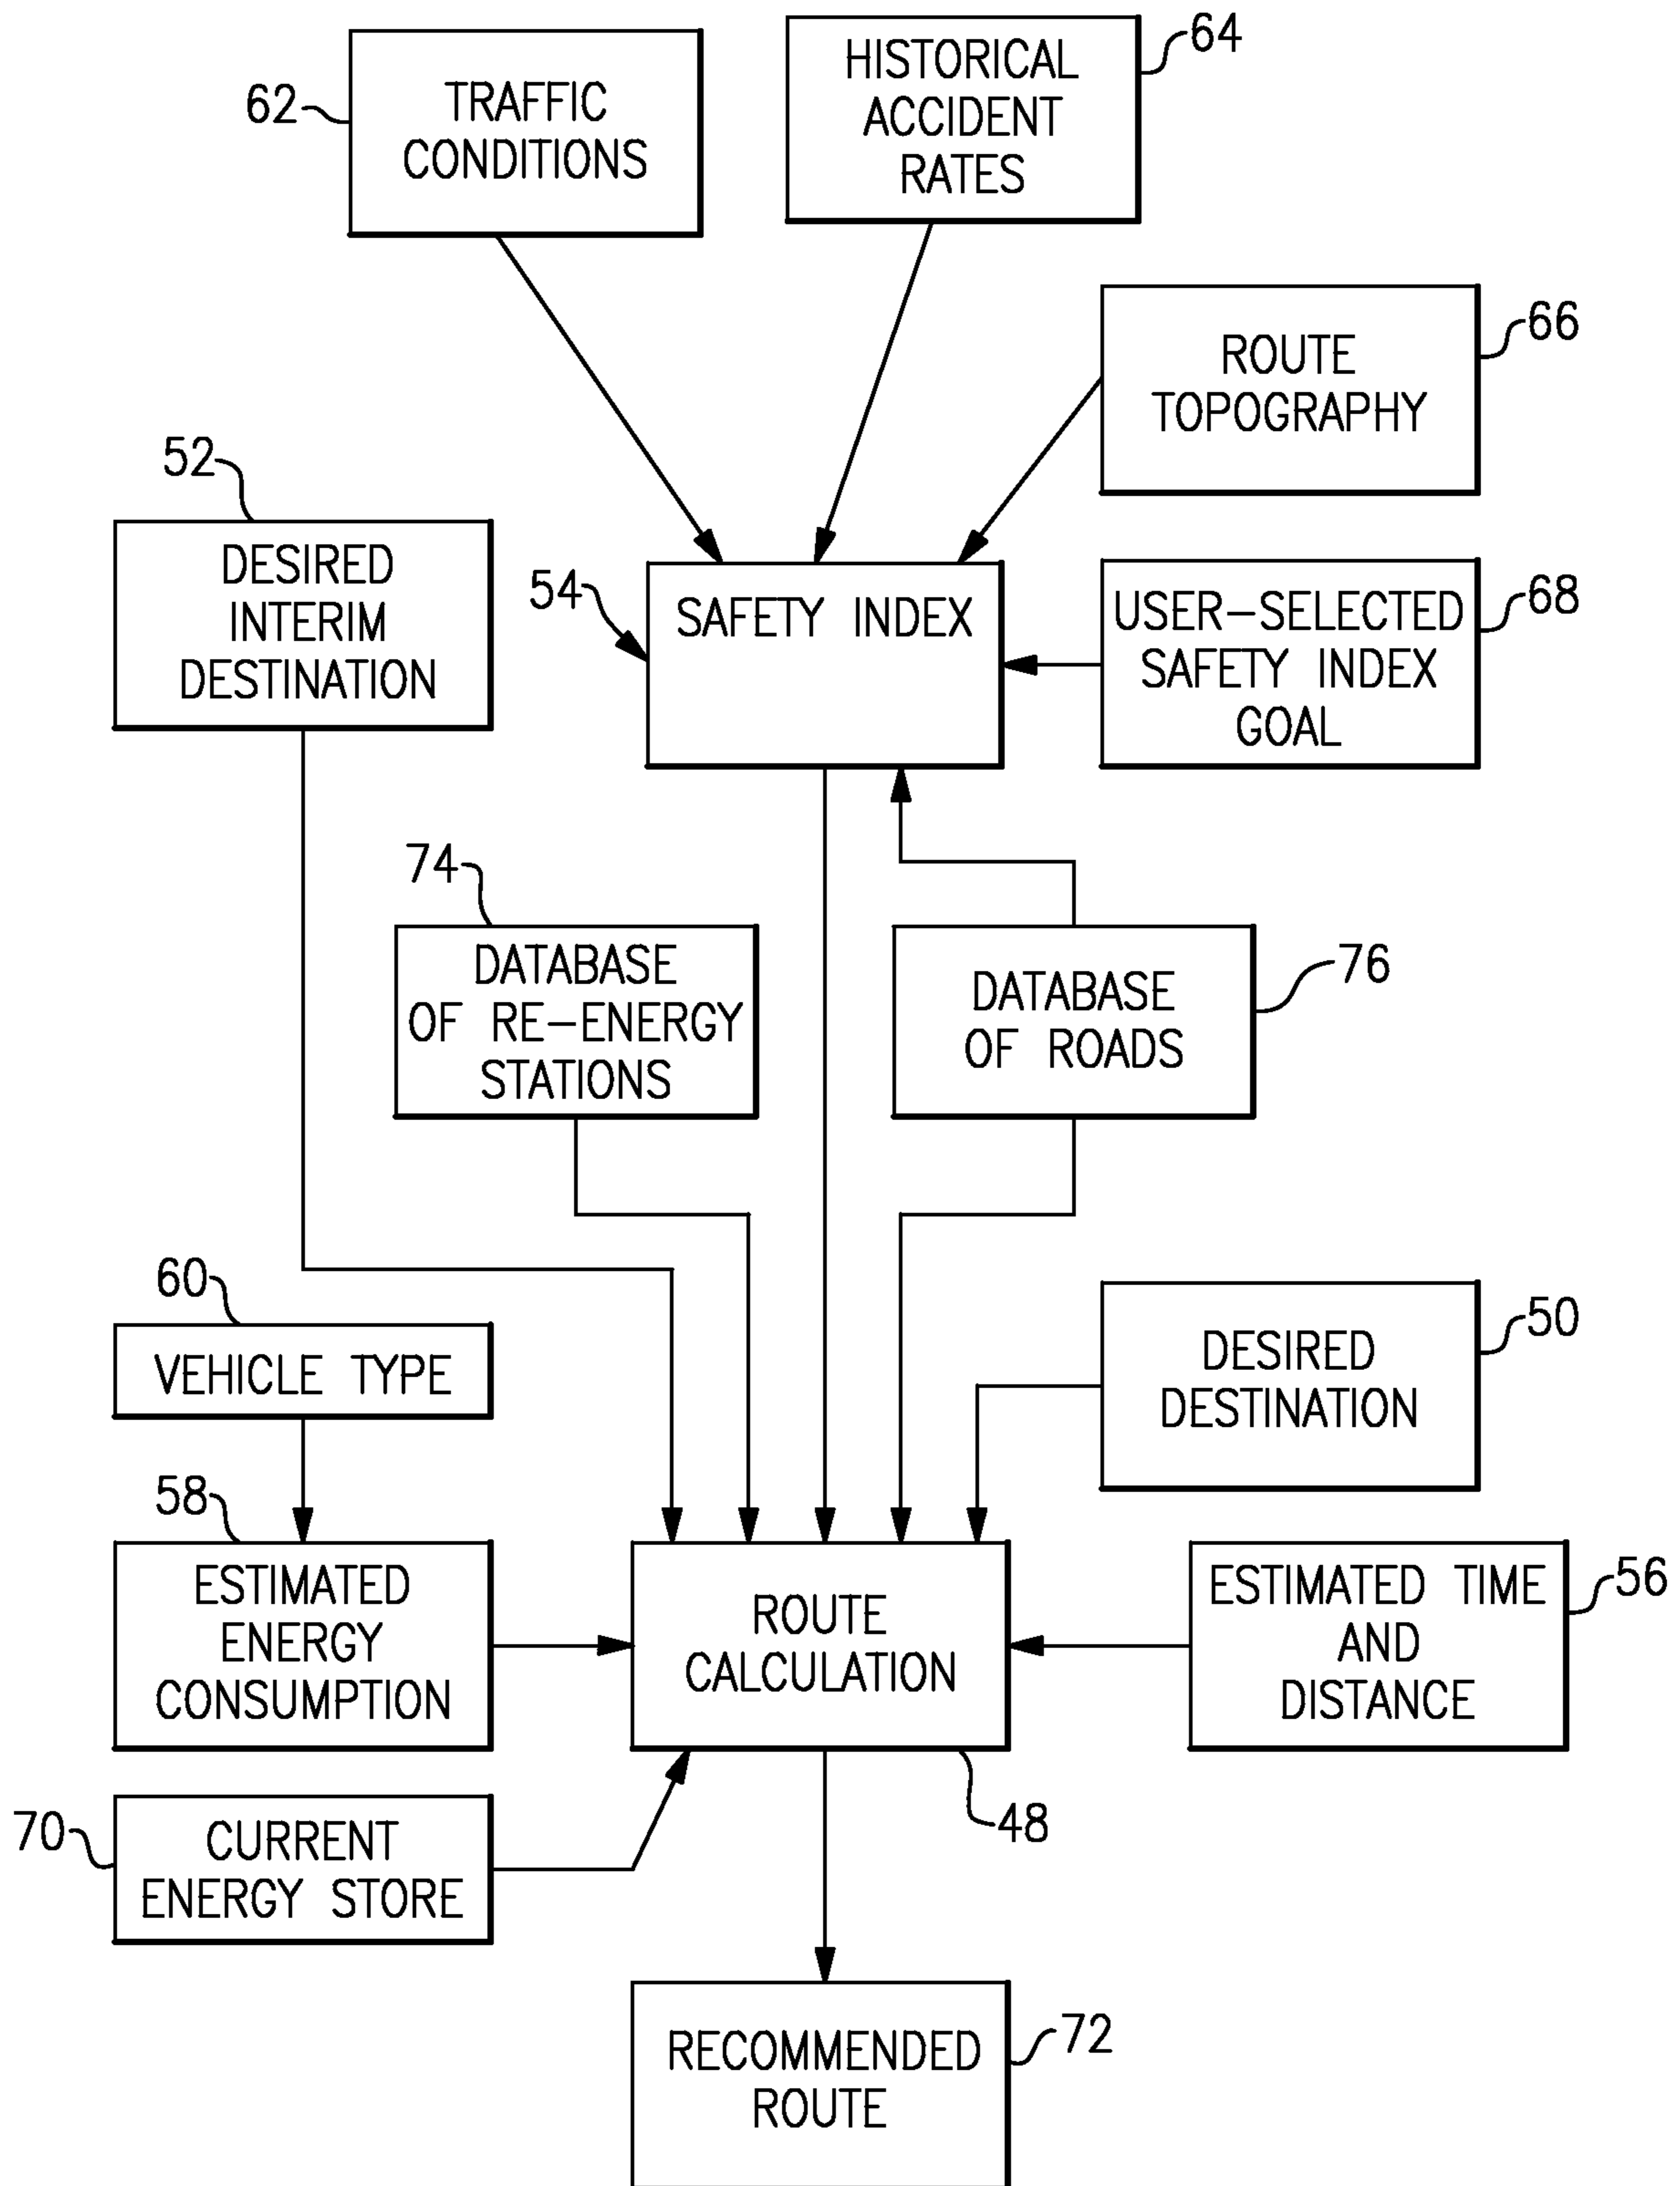 64
HISTORICAL
ACCIDENT
RATES
62
TRAFFIC
CONDITIONS
66
ROUTE
TOPOGRAPHY
52
DESIRED
INTERIM
DESTINATION
54
SAFETY INDEX
68
USER-SELECTED
SAFETY INDEX
GOAL
74
DATABASE
OF RE-ENERGY
STATIONS
76
DATABASE
OF ROADS
60
VEHICLE TYPE
50
DESIRED
DESTINATION
58
ESTIMATED
ENERGY
CONSUMPTION
ROUTE
CALCULATION
48
56
ESTIMATED TIME
AND
DISTANCE
70
CURRENT
ENERGY STORE
72
RECOMMENDED
ROUTE